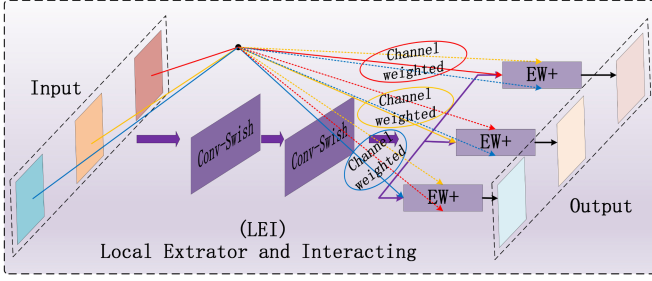 Input
Channel
weighted
EW+
Channel
weighted
EW+
Conv-Swish
Conv-Swish
Channel
weighted
EW+
Output
(LEI)
Local Extrator and Interacting